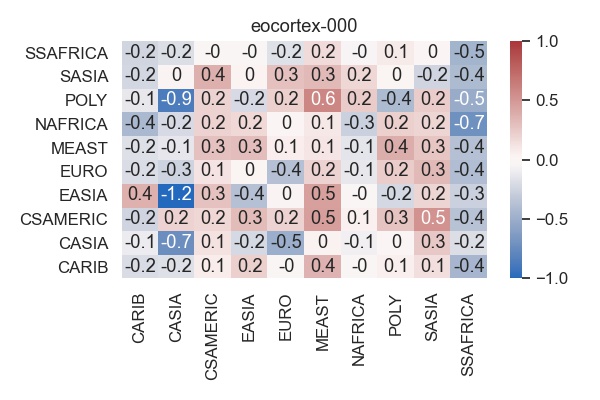 eocortex-000
SSAFRICA -0.2 -0.2 -0 -0 -0.2 0.2 -0 0.1 0 -0.5
SASIA -0.2 0 0.4 0 0.3 0.3 0.2 0 -0.2 -0.4
POLY -0.1 -0.9 0.2 -0.2 0.2 0.6 0.2 -0.4 0.2 -0.5
NAFRICA -0.4 -0.2 0.2 0.2 0 0.1 -0.3 0.2 0.2 -0.7
MEAST -0.2 -0.1 0.3 0.3 0.1 0.1 -0.1 0.4 0.3 -0.4
EURO -0.2 -0.3 0.1 0 -0.4 0.2 -0.1 0.2 0.3 -0.4
EASIA 0.4 -1.2 0.3 -0.4 0 0.5 -0 -0.2 0.2 -0.3
CSAMERIC -0.2 0.2 0.2 0.3 0.2 0.5 0.1 0.3 0.5 -0.4
CASIA -0.1 -0.7 0.1 -0.2 -0.5 0 -0.1 0 0.3 -0.2
CARIB -0.2 -0.2 0.1 0.2 -0 0.4 -0 0.1 0.1 -0.4
CARIB CASIA CSAMERIC EASIA EURO MEAST NAFRICA POLY SASIA SSAFRICA
1.0
0.5
0.0
−0.5
−1.0